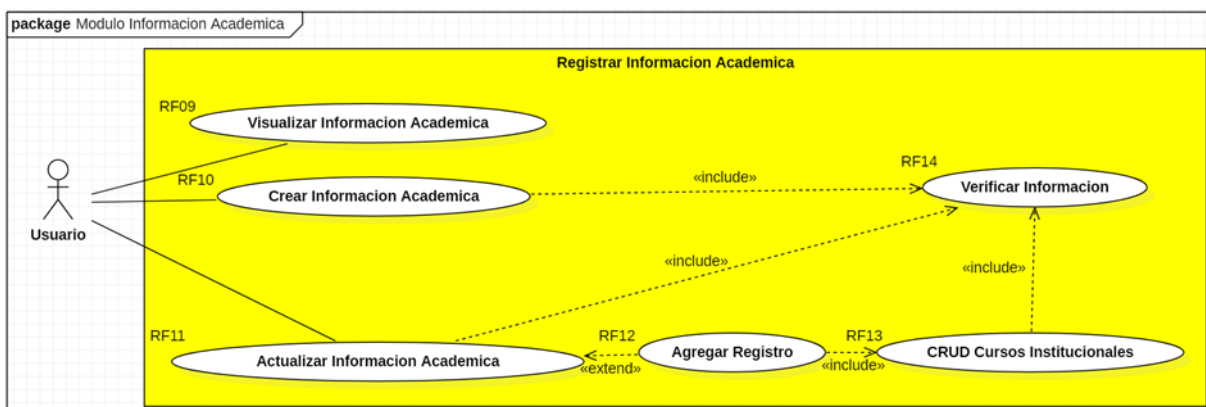 package Modulo Informacion Academica
Registrar Informacion Academica
RF09
Visualizar Informacion Academica
RF10
Crear Informacion Academica
«include»
RF14
Verificar Informacion
Usuario
«include»
«include»
RF11
Actualizar Informacion Academica
«extend»
RF12
Agregar Registro
«include»
RF13
CRUD Cursos Institucionales